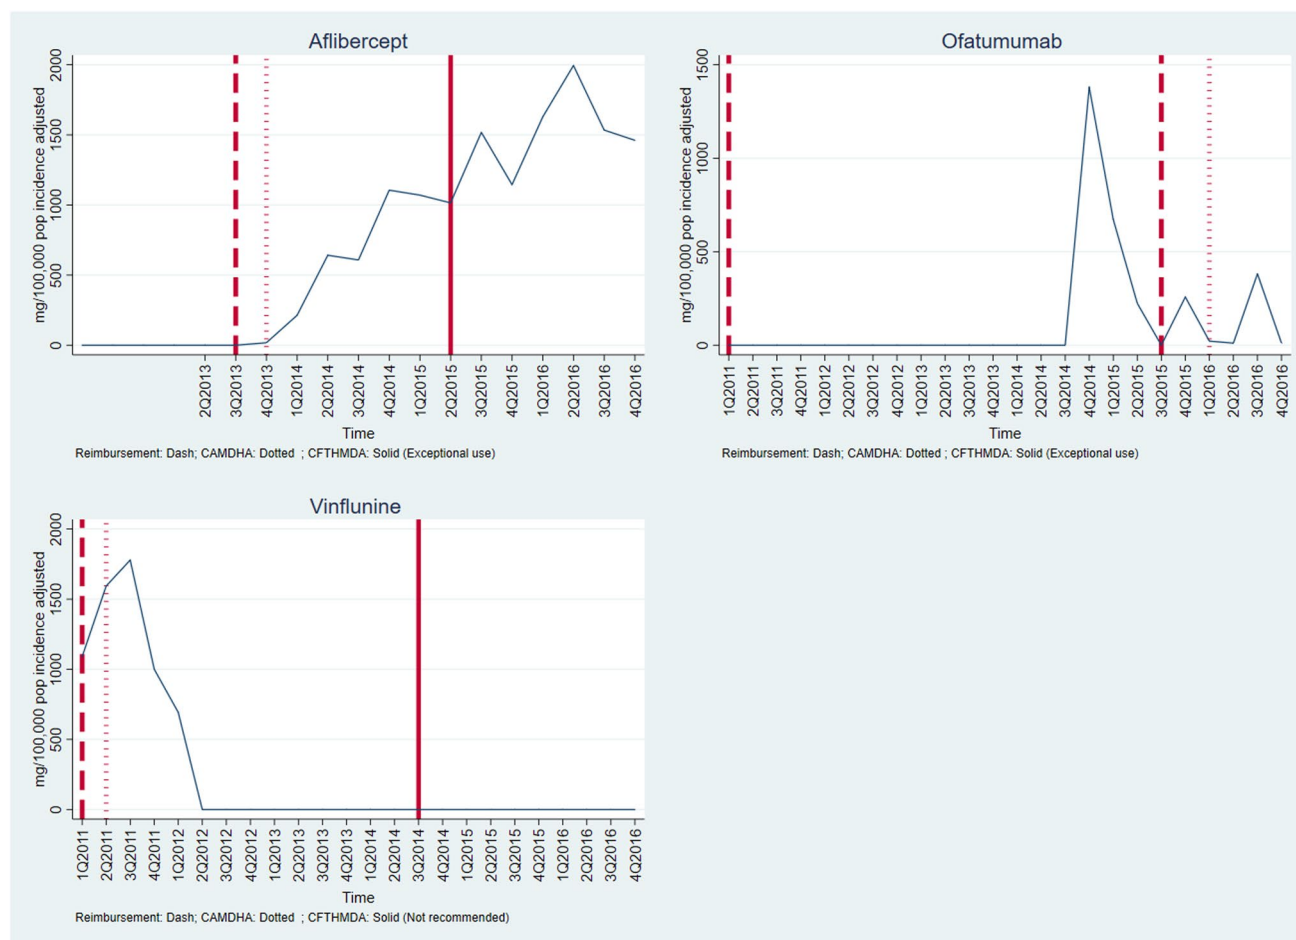 Aflibercept
mg/100,000 pop incidence adjusted
2000
1500
1000
500
0
2Q2013 3Q2013 4Q2013 1Q2014 2Q2014 3Q2014 4Q2014 1Q2015 2Q2015 3Q2015 4Q2015 1Q2016 2Q2016 3Q2016 4Q2016
Time
Reimbursement: Dash; CAMDHA: Dotted ; CFTHMDA: Solid (Exceptional use)
Ofatumumab
mg/100,000 pop incidence adjusted
1500
1000
500
0
1Q2011 2Q2011 3Q2011 4Q2011 1Q2012 2Q2012 3Q2012 4Q2012 1Q2013 2Q2013 3Q2013 4Q2013 1Q2014 2Q2014 3Q2014 4Q2014 1Q2015 2Q2015 3Q2015 4Q2015 1Q2016 2Q2016 3Q2016 4Q2016
Time
Reimbursement: Dash; CAMDHA: Dotted ; CFTHMDA: Solid (Exceptional use)
Vinflunine
mg/100,000 pop incidence adjusted
2000
1500
1000
500
0
1Q2011 2Q2011 3Q2011 4Q2011 1Q2012 2Q2012 3Q2012 4Q2012 1Q2013 2Q2013 3Q2013 4Q2013 1Q2014 2Q2014 3Q2014 4Q2014 1Q2015 2Q2015 3Q2015 4Q2015 1Q2016 2Q2016 3Q2016 4Q2016
Time
Reimbursement: Dash; CAMDHA: Dotted ; CFTHMDA: Solid (Not recommended)